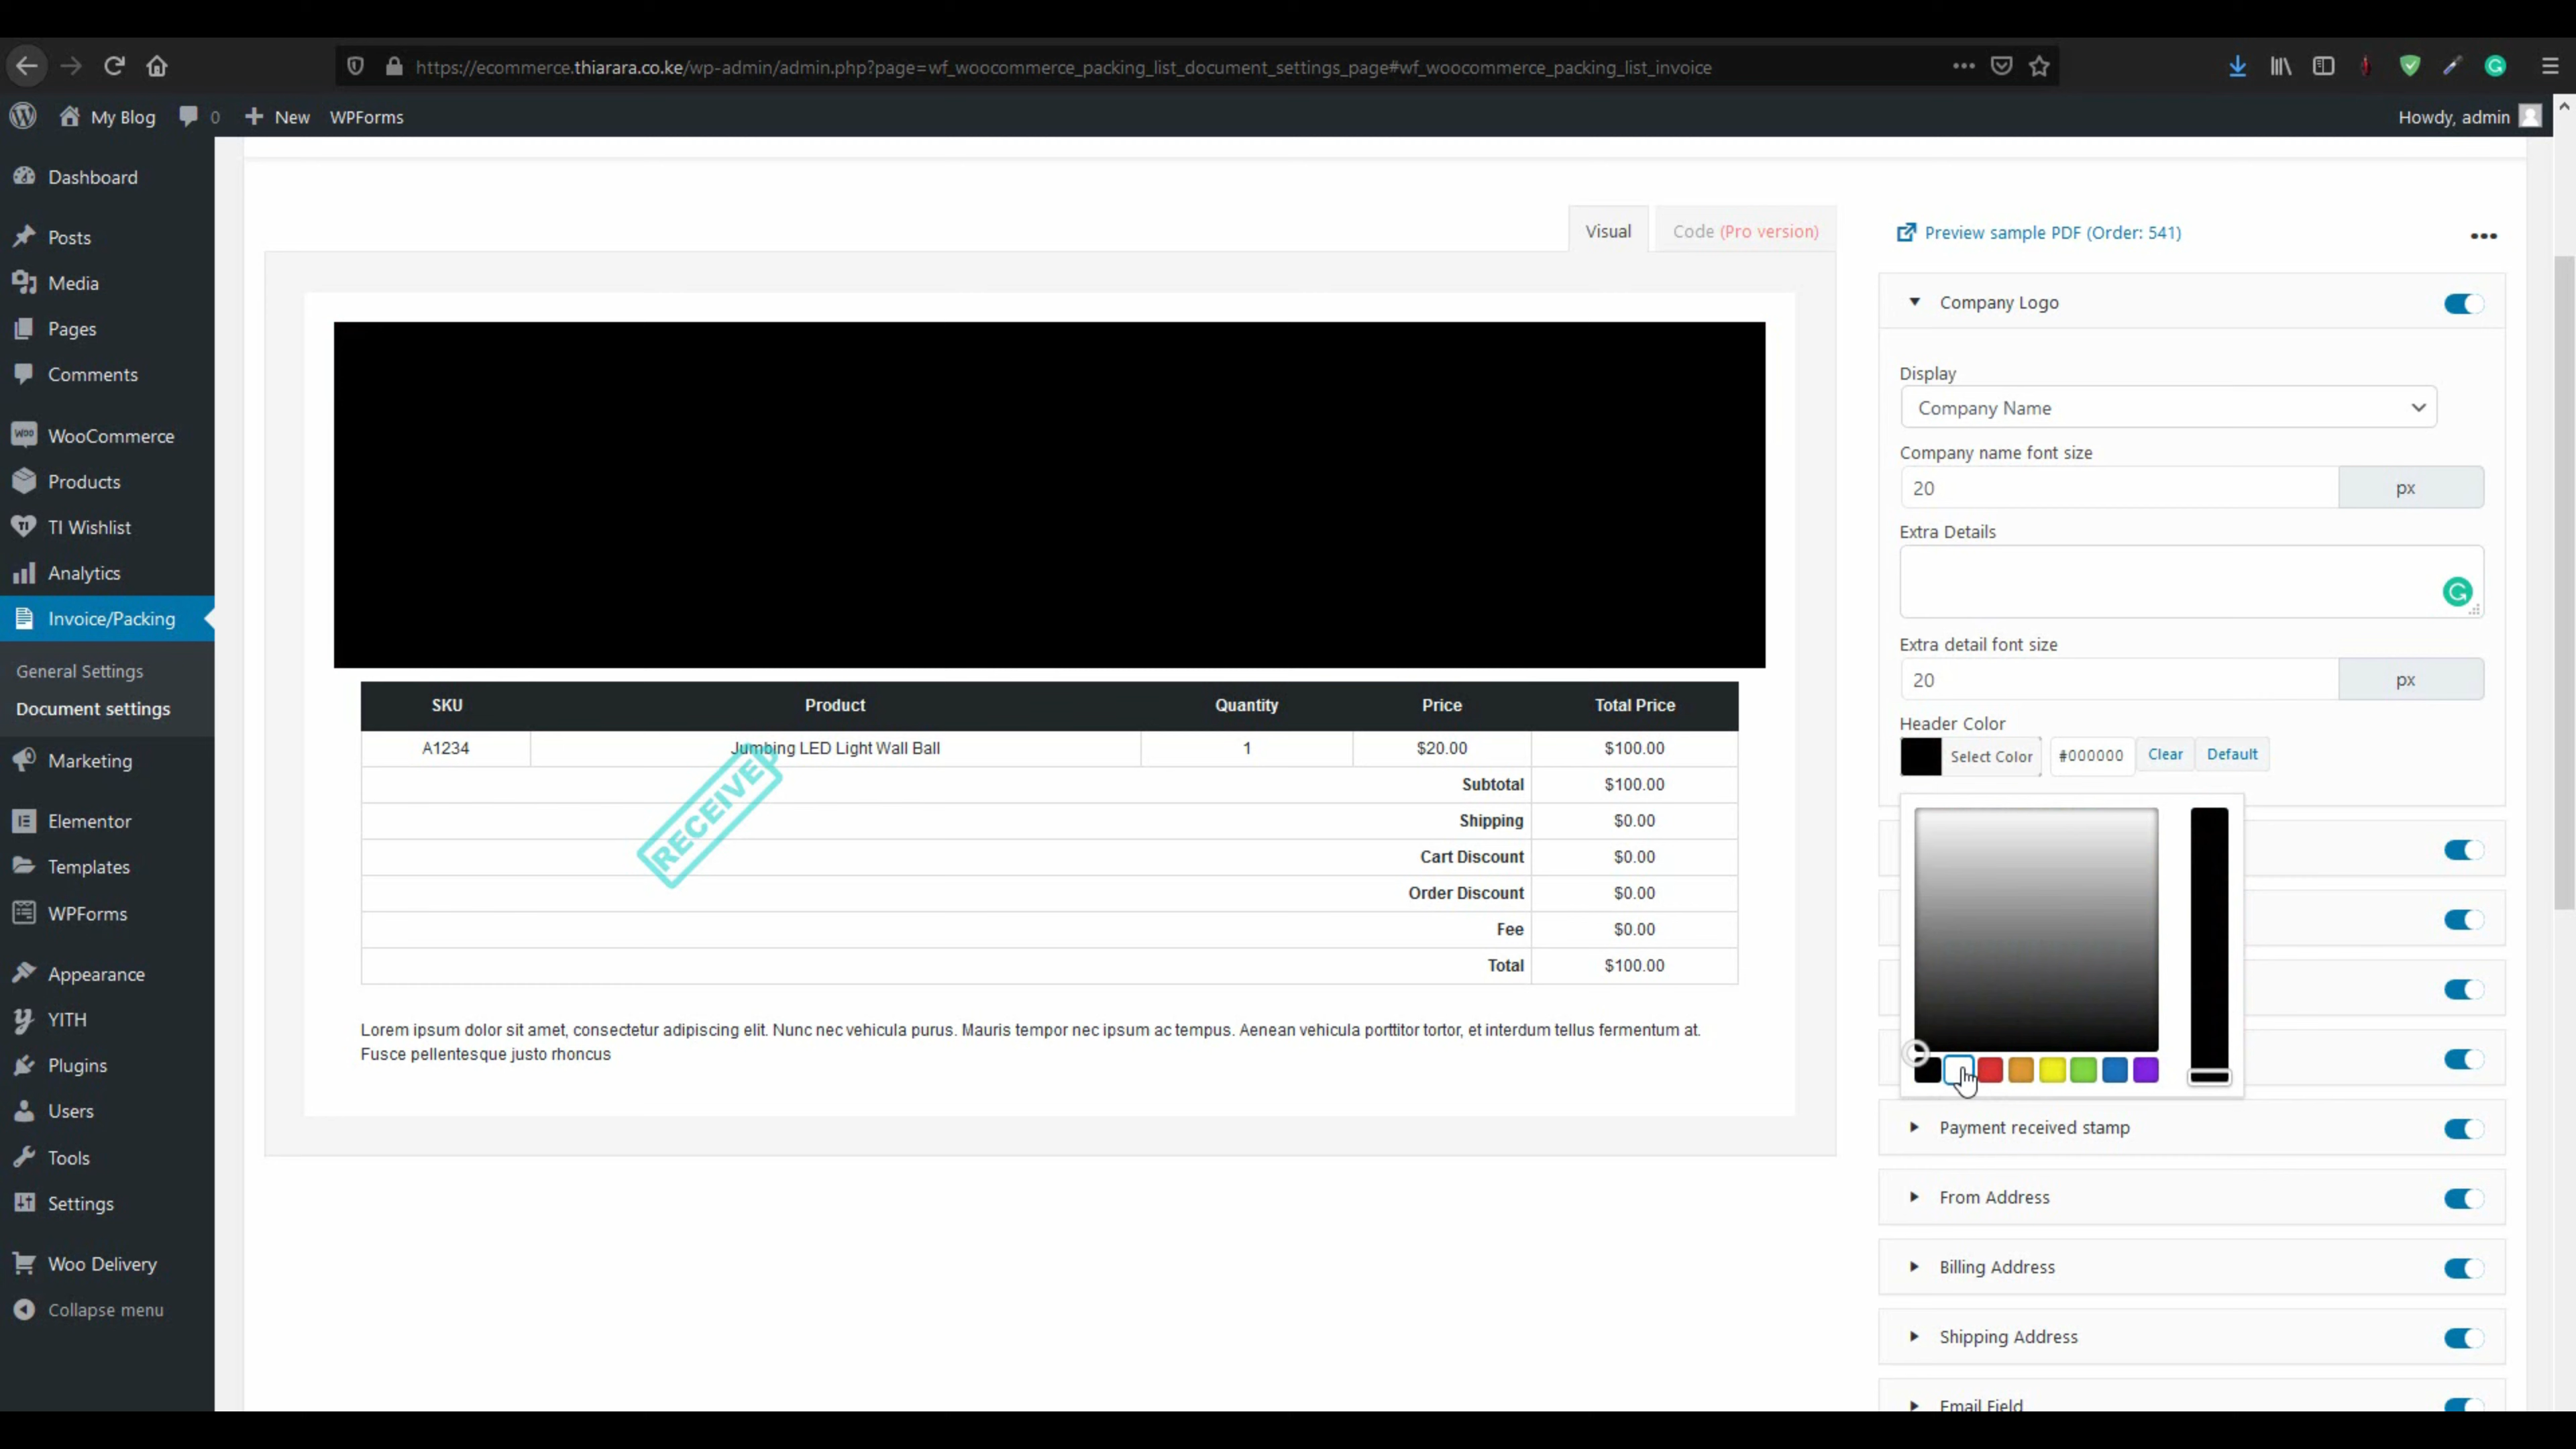 https://ecommerce.thiarara.co.ke/wp-admin/admin.php?page=wf_woocommerce_packing_list_document_settings_page#wf_woocommerce_packing_list_invoice
My Blog 0 New WPForms Howdy, admin
Dashboard
Posts
Media
Pages
Comments
WooCommerce
Products
TI Wishlist
Analytics
Invoice/Packing
General Settings
Document settings
Marketing
Elementor
Templates
WPForms
Appearance
YITH
Plugins
Users
Tools
Settings
Woo Delivery
Collapse menu
Visual Code (Pro version)
SKU Product Quantity Price Total Price
A1234 Jumbing LED Light Wall Ball 1 $20.00 $100.00
Subtotal $100.00
Shipping $0.00
Cart Discount $0.00
Order Discount $0.00
Fee $0.00
Total $100.00
RECEIVED
Lorem ipsum dolor sit amet, consectetur adipiscing elit. Nunc nec vehicula purus. Mauris tempor nec ipsum ac tempus. Aenean vehicula porttitor tortor, et interdum tellus fermentum at.
Fusce pellentesque justo rhoncus
Preview sample PDF (Order: 541)
Company Logo
Display
Company Name
Company name font size
20 px
Extra Details
Extra detail font size
20 px
Header Color
Select Color #000000 Clear Default
Payment received stamp
From Address
Billing Address
Shipping Address
Email Field